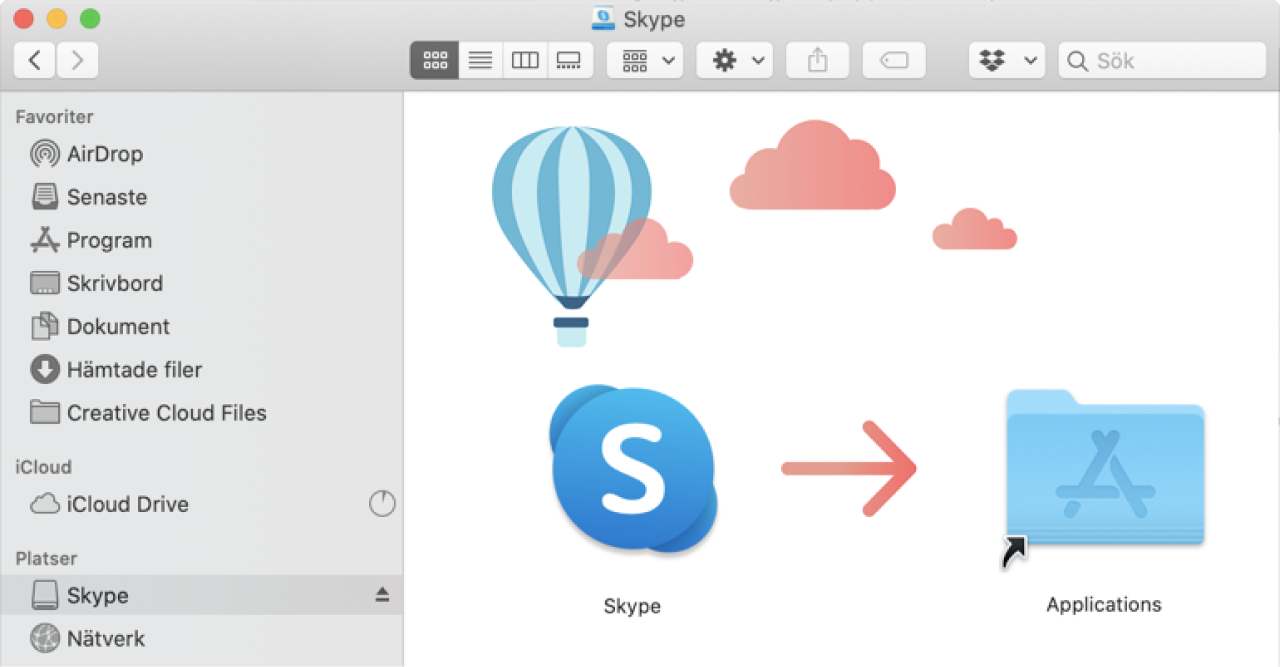 Skype
Sök
Favoriter
AirDrop
Senaste
Program
Skrivbord
Dokument
Hämtade filer
Creative Cloud Files
iCloud
iCloud Drive
Platser
Skype
Nätverk
S
Skype
Applications